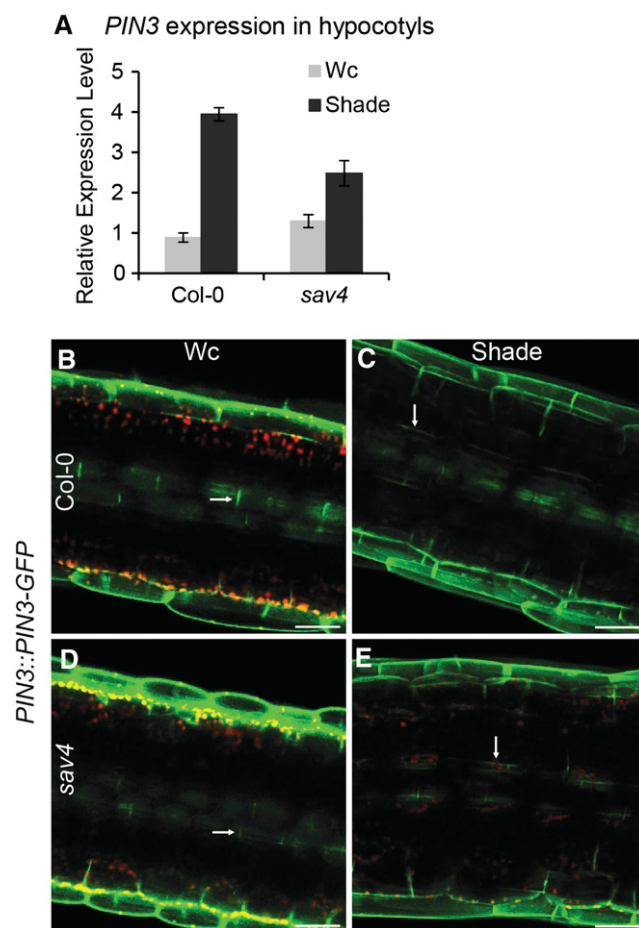 A PIN3 expression in hypocotyls
Wc
Shade
Relative Expression Level
5
4
3
2
1
0
Col-0 sav4
Wc Shade
B C
Col-0
PIN3::PIN3-GFP
D E
sav4